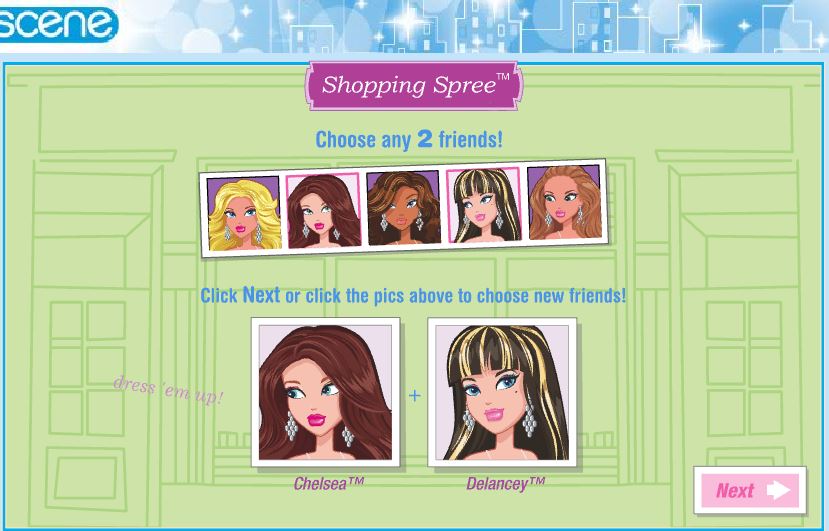 scene
Shopping Spree™
Choose any 2 friends!
Click Next or click the pics above to choose new friends!
dress 'em up!
+
Chelsea™
Delancey™
Next